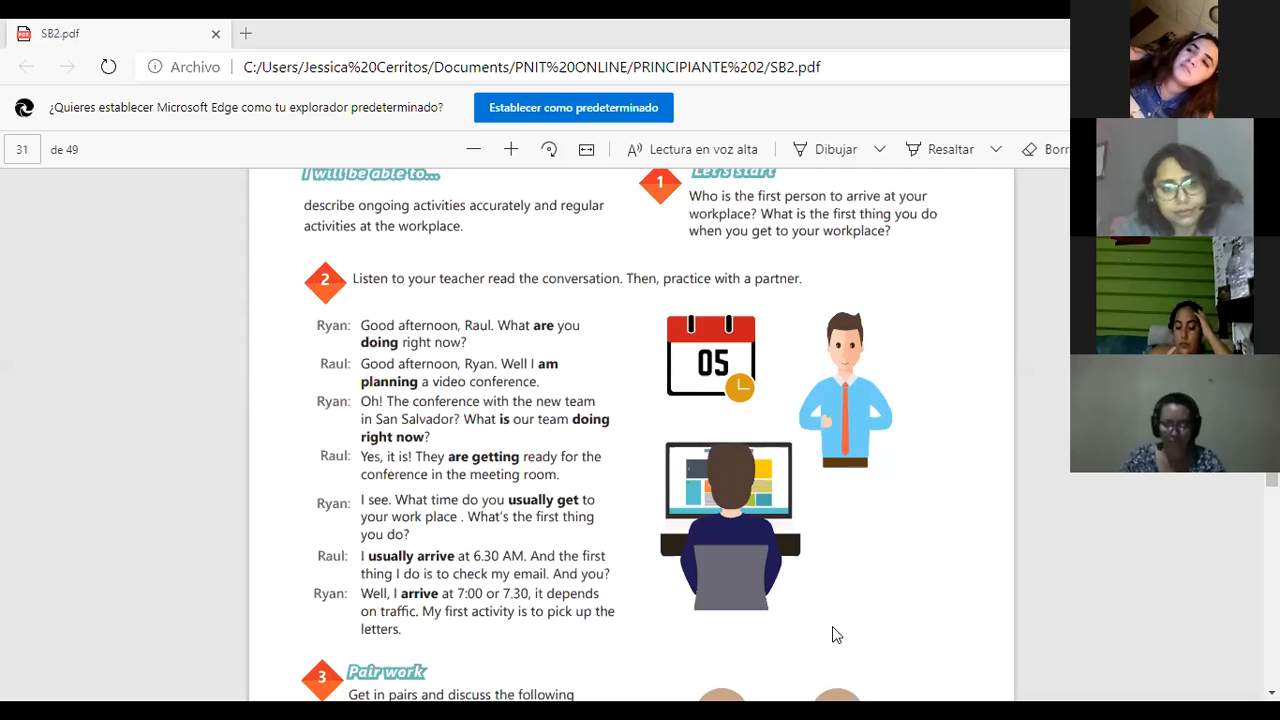 SB2.pdf
Archivo C:/Users/Jessica%20Cerritos/Documents/PNIT%20ONLINE/PRINCIPIANTE%202/SB2.pdf
¿Quieres establecer Microsoft Edge como tu explorador predeterminado? Establecer como predeterminado
31 de 49 Lectura en voz alta Dibujar Resaltar Borr
I will be able to...
describe ongoing activities accurately and regular
activities at the workplace.
1 Let's start
Who is the first person to arrive at your
workplace? What is the first thing you do
when you get to your workplace?
2 Listen to your teacher read the conversation. Then, practice with a partner.
Ryan: Good afternoon, Raul. What are you
doing right now?
Raul: Good afternoon, Ryan. Well I am
planning a video conference.
Ryan: Oh! The conference with the new team
in San Salvador? What is our team doing
right now?
Raul: Yes, it is! They are getting ready for the
conference in the meeting room.
Ryan: I see. What time do you usually get to
your work place . What's the first thing
you do?
Raul: I usually arrive at 6.30 AM. And the first
thing I do is to check my email. And you?
Ryan: Well, I arrive at 7:00 or 7.30, it depends
on traffic. My first activity is to pick up the
letters.
05
3 Pair work
Get in pairs and discuss the following